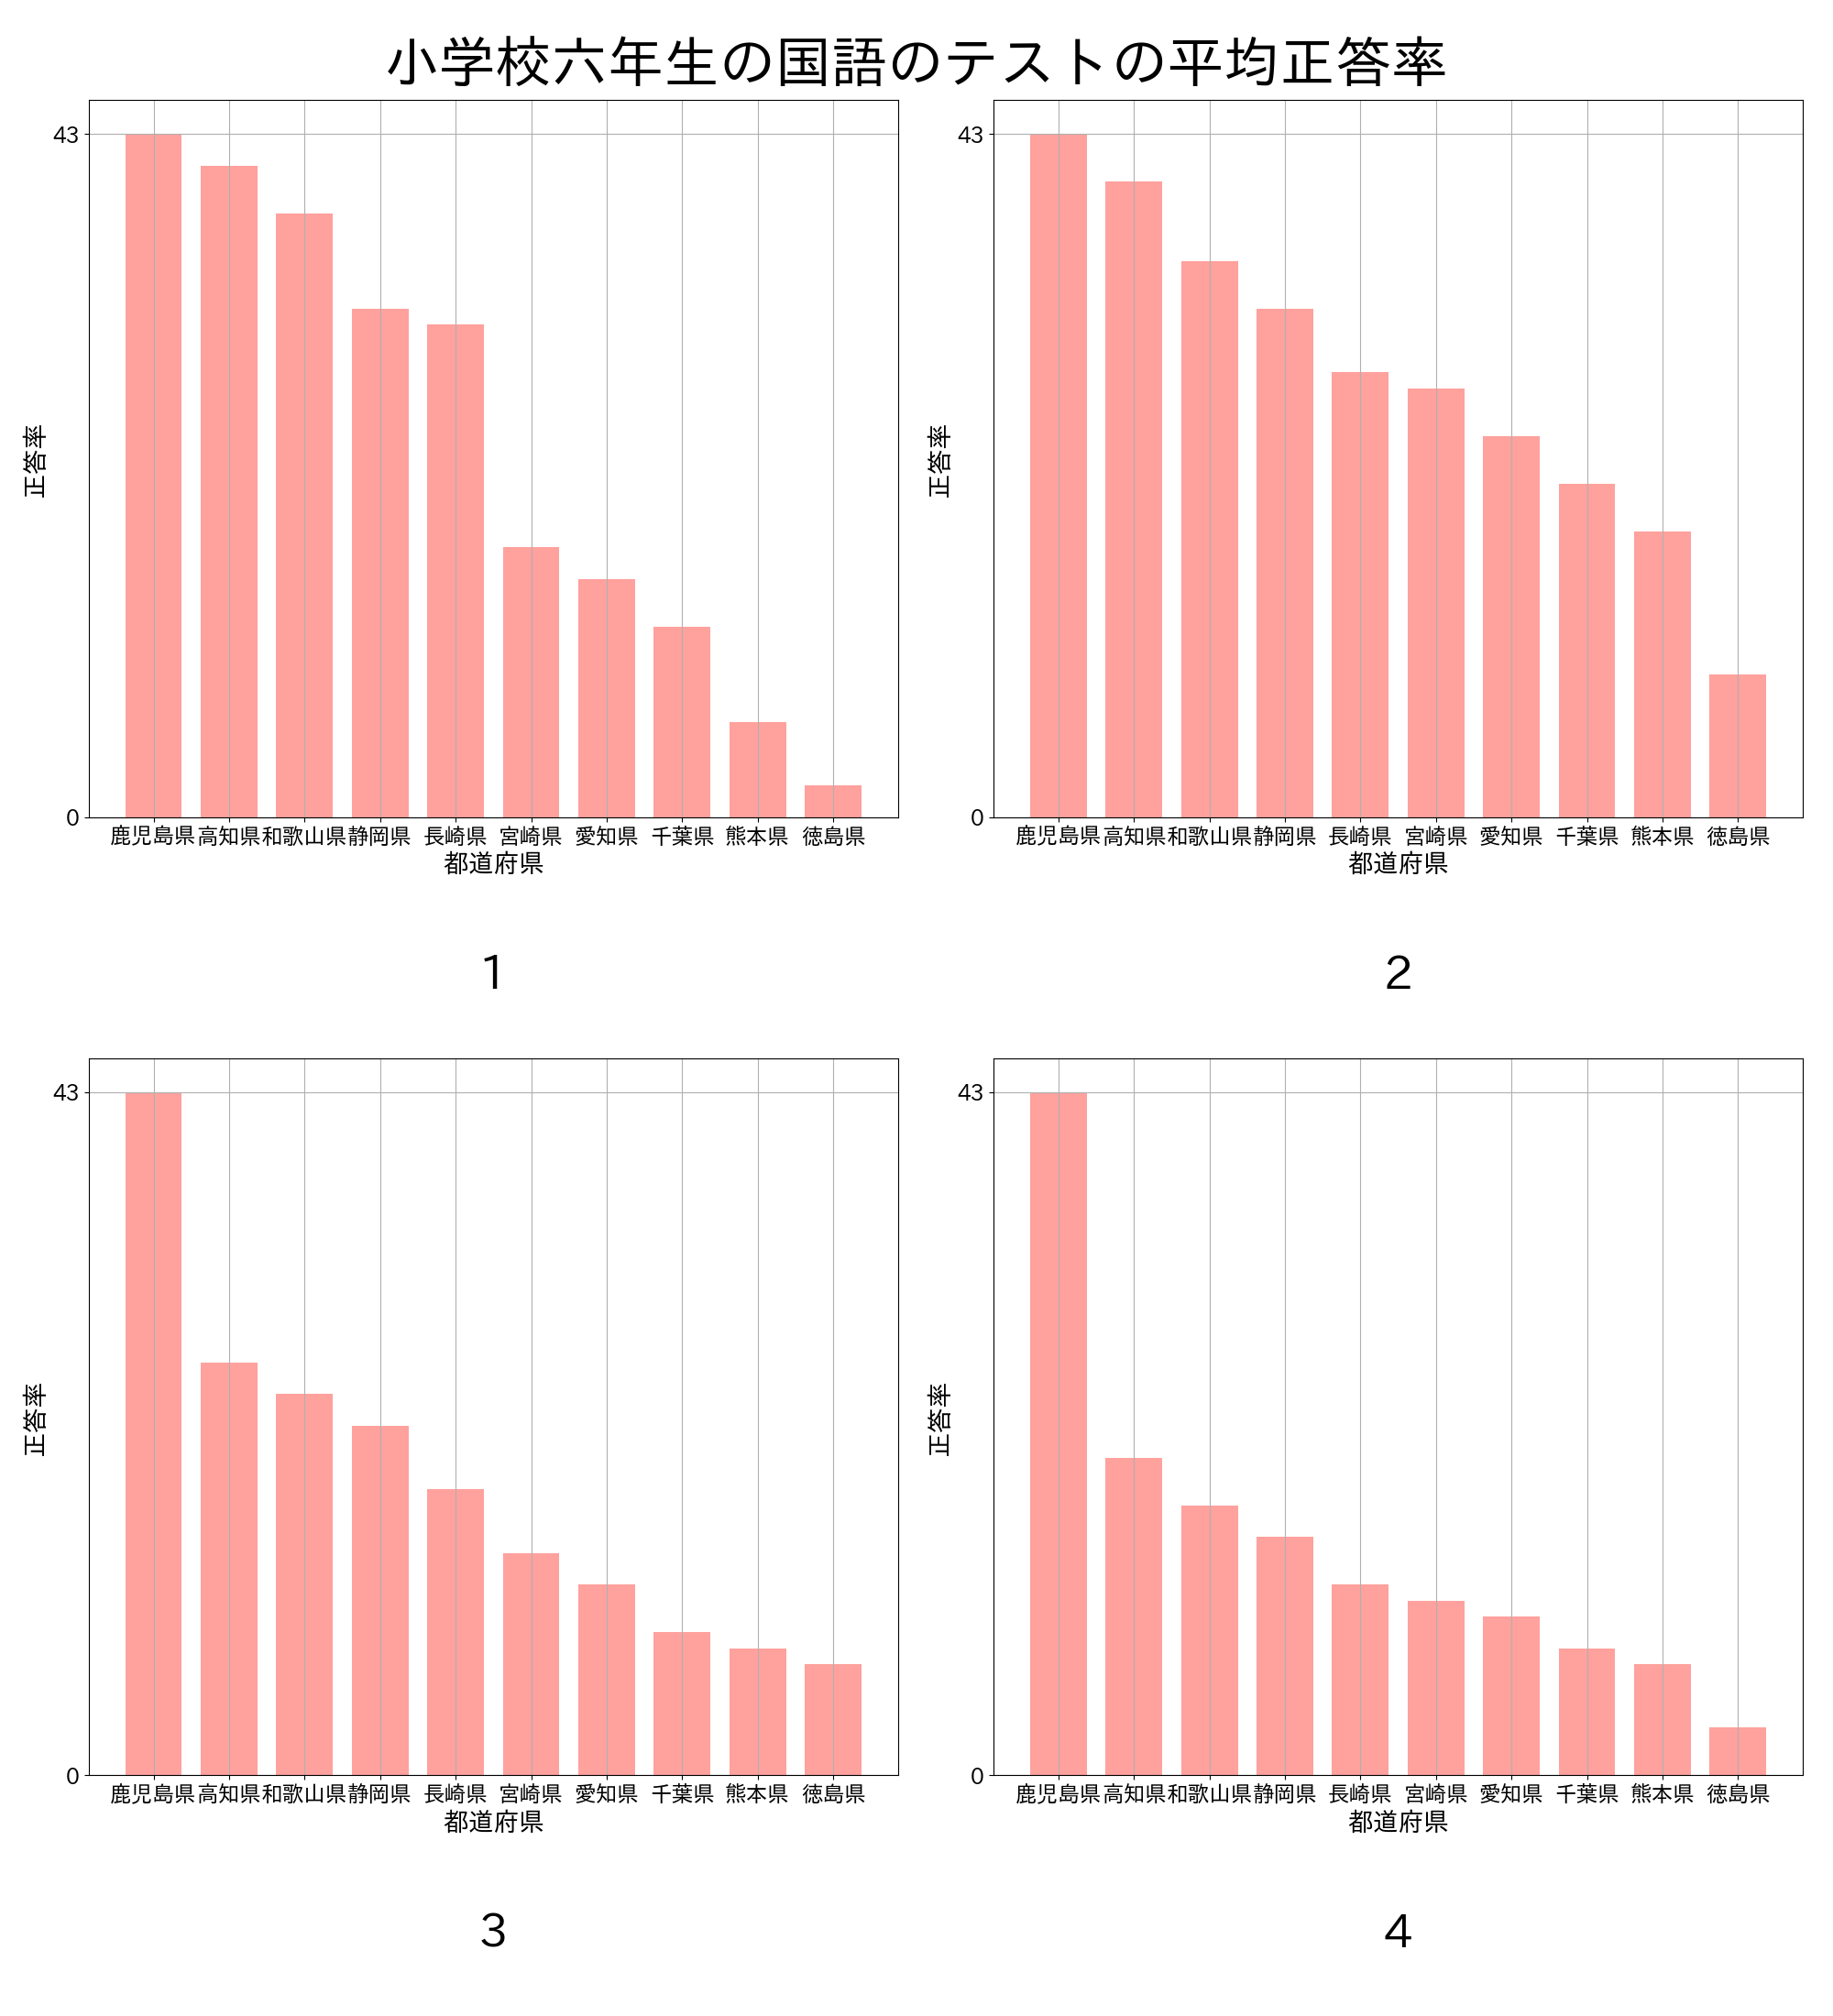 小学校六年生の国語のテストの平均正答率
43
正答率
0
鹿児島県 高知県 和歌山県 静岡県 長崎県 宮崎県 愛知県 千葉県 熊本県 徳島県
都道府県
1
43
正答率
0
鹿児島県 高知県 和歌山県 静岡県 長崎県 宮崎県 愛知県 千葉県 熊本県 徳島県
都道府県
2
43
正答率
0
鹿児島県 高知県 和歌山県 静岡県 長崎県 宮崎県 愛知県 千葉県 熊本県 徳島県
都道府県
3
43
正答率
0
鹿児島県 高知県 和歌山県 静岡県 長崎県 宮崎県 愛知県 千葉県 熊本県 徳島県
都道府県
4